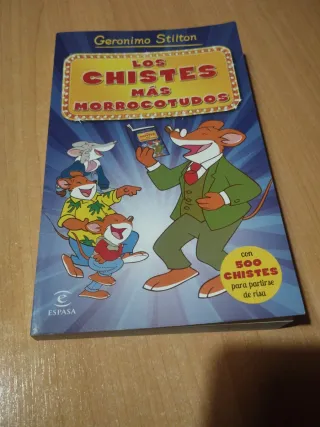 Geronimo Stilton
LOS
CHISTES
MÁS
MORROCOTUDOS
con
500
CHISTES
para partirse
de risa
e
ESPASA